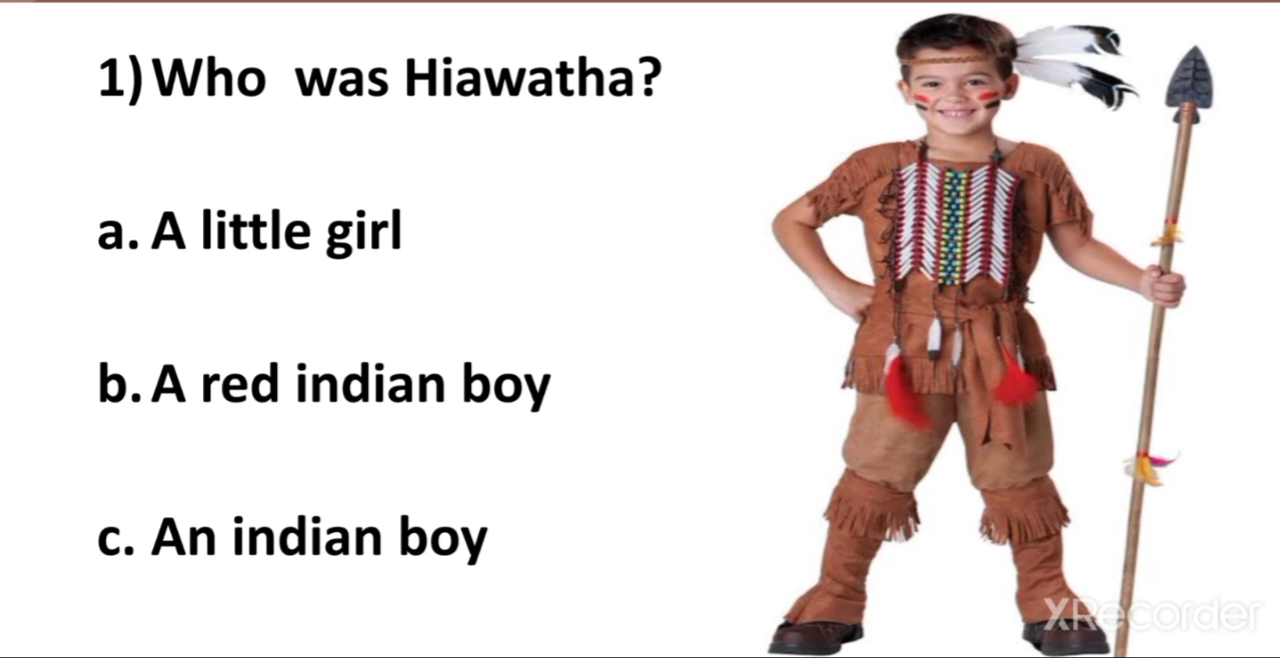 1) Who was Hiawatha?
a. A little girl
b. A red indian boy
c. An indian boy
XRecorder